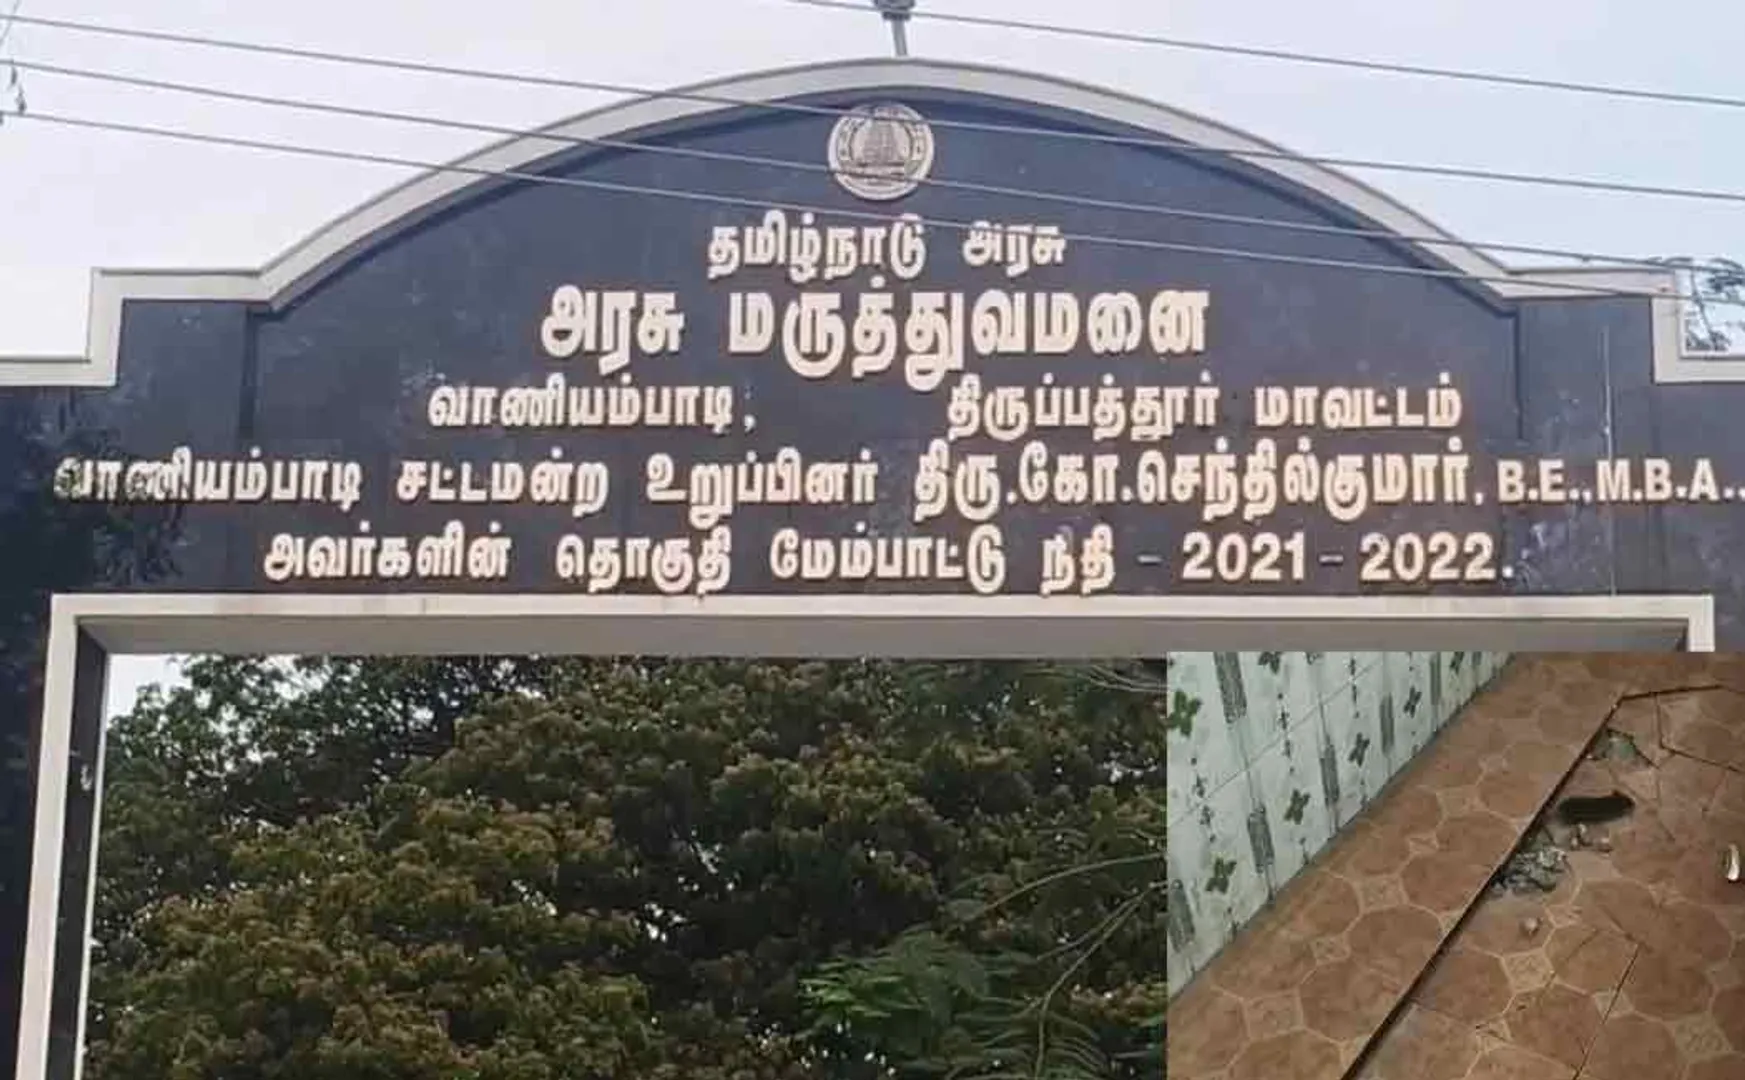 தமிழ்நாடு அரசு
அரசு மருத்துவமனை
வாணியம்பாடி, திருப்பத்தூர் மாவட்டம்
வாணியம்பாடி சட்டமன்ற உறுப்பினர் திரு.கோ.செந்தில்குமார், B.E.,M.B.A.,
அவர்களின் தொகுதி மேம்பாட்டு நிதி - 2021-2022.